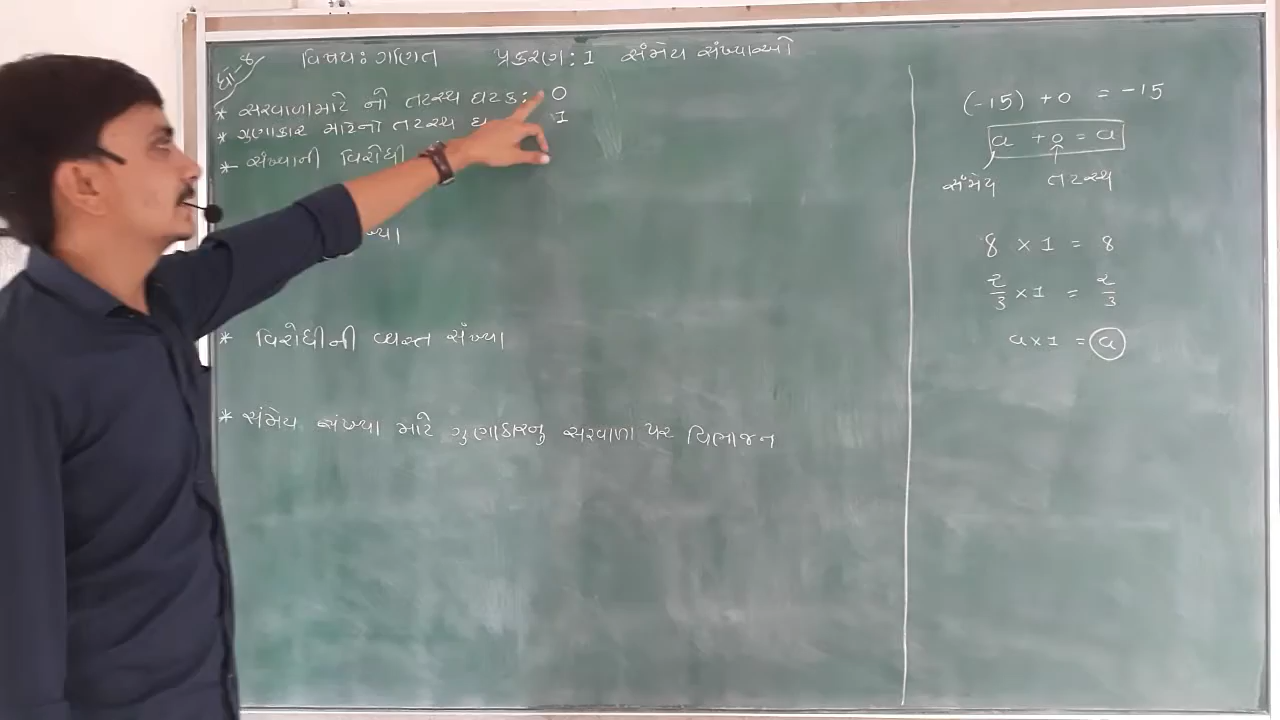 ધો-૪
વિષય: ગણિત પ્રકરણ: 1 સંમેય સંખ્યાઓ
* સરવાળા માટે નો તટસ્થ ઘટક: 0
* ગુણાકાર માટેનો તટસ્થ ઘ 1
* સંખ્યાની વિરોધી
ખ્યા
* વિરોધીની વ્યસ્ત સંખ્યા
* સંમેય સંખ્યા માટે ગુણાકારનુ સરવાળા પર વિભાજન
(-15) + 0 = -15
a + 0 = a
સંમેય તટસ્થ
8 × 1 = 8
2/3 × 1 = 2/3
a × 1 = a